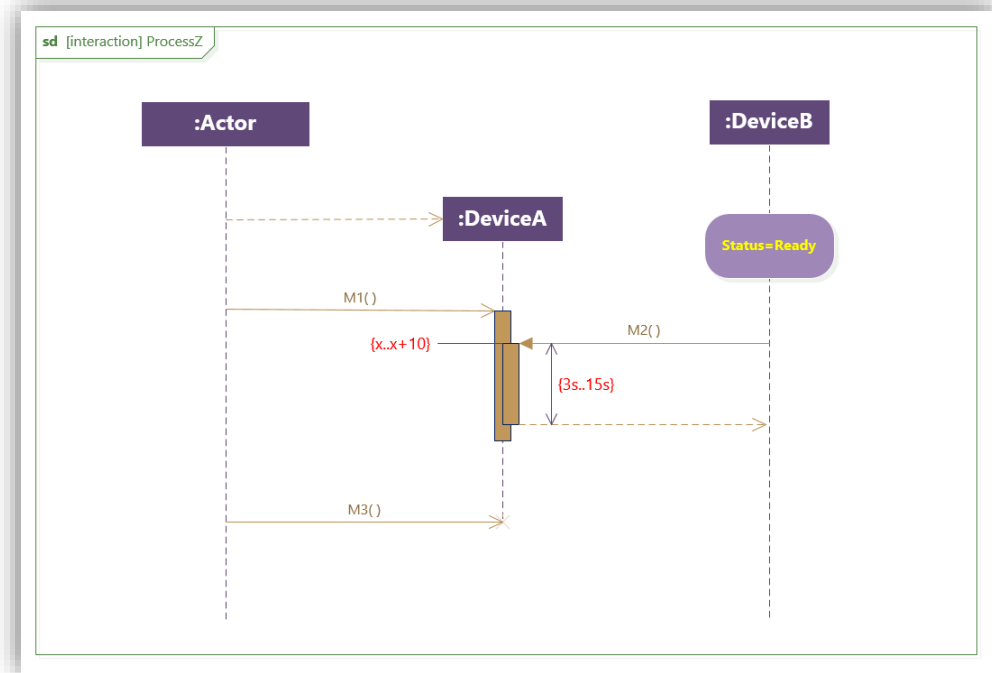 sd [interaction] ProcessZ
:Actor
:DeviceB
:DeviceA
Status=Ready
M1( )
M2( )
{x..x+10}
{3s..15s}
M3( )